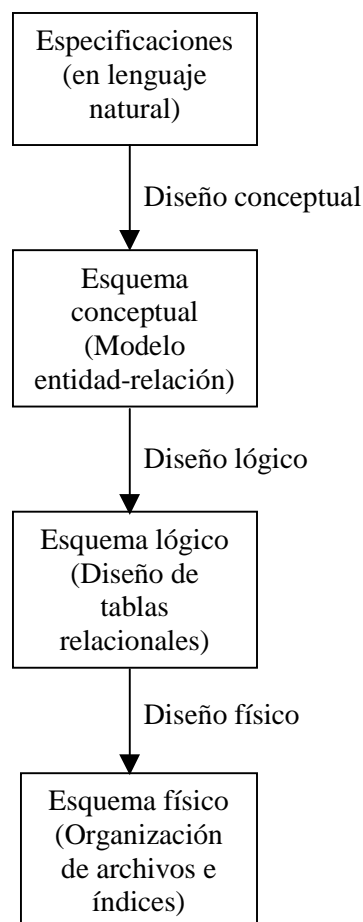 Especificaciones
(en lenguaje
natural)
Diseño conceptual
Esquema
conceptual
(Modelo
entidad-relación)
Diseño lógico
Esquema lógico
(Diseño de
tablas
relacionales)
Diseño físico
Esquema físico
(Organización
de archivos e
índices)